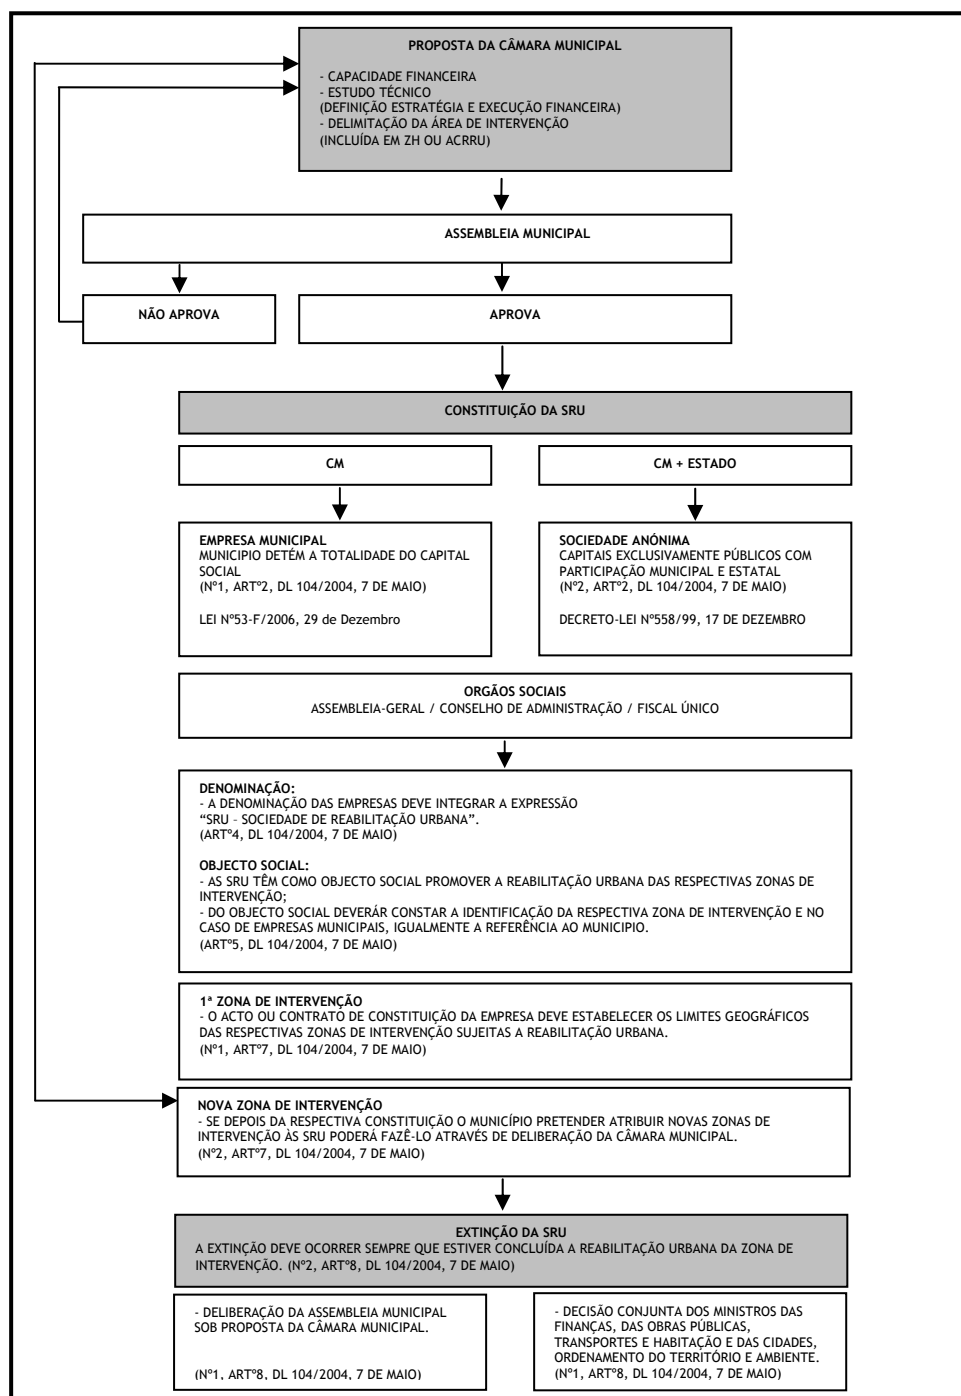 PROPOSTA DA CÂMARA MUNICIPAL
- CAPACIDADE FINANCEIRA
- ESTUDO TÉCNICO
(DEFINIÇÃO ESTRATÉGIA E EXECUÇÃO FINANCEIRA)
- DELIMITAÇÃO DA ÁREA DE INTERVENÇÃO
(INCLUÍDA EM ZH OU ACRRU)
ASSEMBLEIA MUNICIPAL
NÃO APROVA
APROVA
CONSTITUIÇÃO DA SRU
CM
CM + ESTADO
EMPRESA MUNICIPAL
MUNICIPIO DETÉM A TOTALIDADE DO CAPITAL
SOCIAL
(Nº1, ARTº2, DL 104/2004, 7 DE MAIO)
LEI Nº53-F/2006, 29 de Dezembro
SOCIEDADE ANÓNIMA
CAPITAIS EXCLUSIVAMENTE PÚBLICOS COM
PARTICIPAÇÃO MUNICIPAL E ESTATAL
(Nº2, ARTº2, DL 104/2004, 7 DE MAIO)
DECRETO-LEI Nº558/99, 17 DE DEZEMBRO
ORGÃOS SOCIAIS
ASSEMBLEIA-GERAL / CONSELHO DE ADMINISTRAÇÃO / FISCAL ÚNICO
DENOMINAÇÃO:
- A DENOMINAÇÃO DAS EMPRESAS DEVE INTEGRAR A EXPRESSÃO
“SRU – SOCIEDADE DE REABILITAÇÃO URBANA”.
(ARTº4, DL 104/2004, 7 DE MAIO)
OBJECTO SOCIAL:
- AS SRU TÊM COMO OBJECTO SOCIAL PROMOVER A REABILITAÇÃO URBANA DAS RESPECTIVAS ZONAS DE
INTERVENÇÃO;
- DO OBJECTO SOCIAL DEVERÁR CONSTAR A IDENTIFICAÇÃO DA RESPECTIVA ZONA DE INTERVENÇÃO E NO
CASO DE EMPRESAS MUNICIPAIS, IGUALMENTE A REFERÊNCIA AO MUNICIPIO.
(ARTº5, DL 104/2004, 7 DE MAIO)
1ª ZONA DE INTERVENÇÃO
- O ACTO OU CONTRATO DE CONSTITUIÇÃO DA EMPRESA DEVE ESTABELECER OS LIMITES GEOGRÁFICOS
DAS RESPECTIVAS ZONAS DE INTERVENÇÃO SUJEITAS A REABILITAÇÃO URBANA.
(Nº1, ARTº7, DL 104/2004, 7 DE MAIO)
NOVA ZONA DE INTERVENÇÃO
- SE DEPOIS DA RESPECTIVA CONSTITUIÇÃO O MUNICÍPIO PRETENDER ATRIBUIR NOVAS ZONAS DE
INTERVENÇÃO ÀS SRU PODERÁ FAZÊ-LO ATRAVÉS DE DELIBERAÇÃO DA CÂMARA MUNICIPAL.
(Nº2, ARTº7, DL 104/2004, 7 DE MAIO)
EXTINÇÃO DA SRU
A EXTINÇÃO DEVE OCORRER SEMPRE QUE ESTIVER CONCLUÍDA A REABILITAÇÃO URBANA DA ZONA DE
INTERVENÇÃO. (Nº2, ARTº8, DL 104/2004, 7 DE MAIO)
- DELIBERAÇÃO DA ASSEMBLEIA MUNICIPAL
SOB PROPOSTA DA CÂMARA MUNICIPAL.
(Nº1, ARTº8, DL 104/2004, 7 DE MAIO)
- DECISÃO CONJUNTA DOS MINISTROS DAS
FINANÇAS, DAS OBRAS PÚBLICAS,
TRANSPORTES E HABITAÇÃO E DAS CIDADES,
ORDENAMENTO DO TERRITÓRIO E AMBIENTE.
(Nº1, ARTº8, DL 104/2004, 7 DE MAIO)